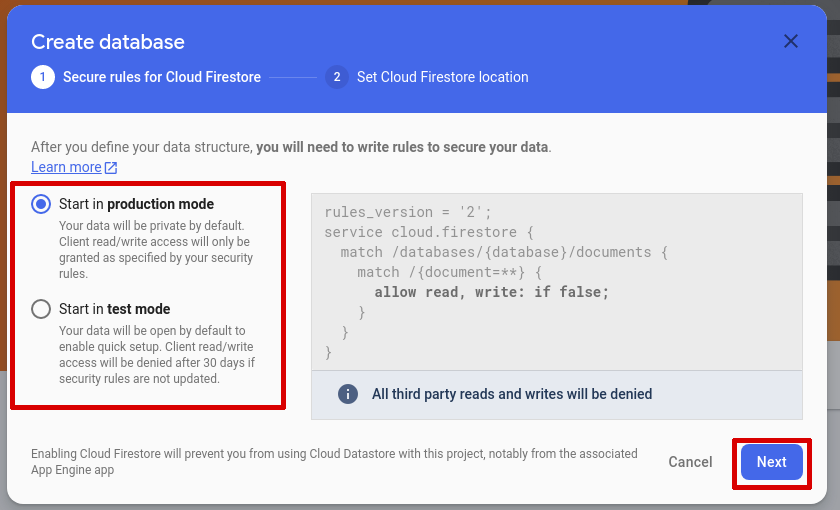 Create database
1 Secure rules for Cloud Firestore 2 Set Cloud Firestore location
After you define your data structure, you will need to write rules to secure your data.
Learn more
Start in production mode
Your data will be private by default.
Client read/write access will only be
granted as specified by your security
rules.
Start in test mode
Your data will be open by default to
enable quick setup. Client read/write
access will be denied after 30 days if
security rules are not updated.
rules_version = '2';
service cloud.firestore {
match /databases/{database}/documents {
match /{document=**} {
allow read, write: if false;
}
}
}
All third party reads and writes will be denied
Enabling Cloud Firestore will prevent you from using Cloud Datastore with this project, notably from the associated
App Engine app
Cancel Next